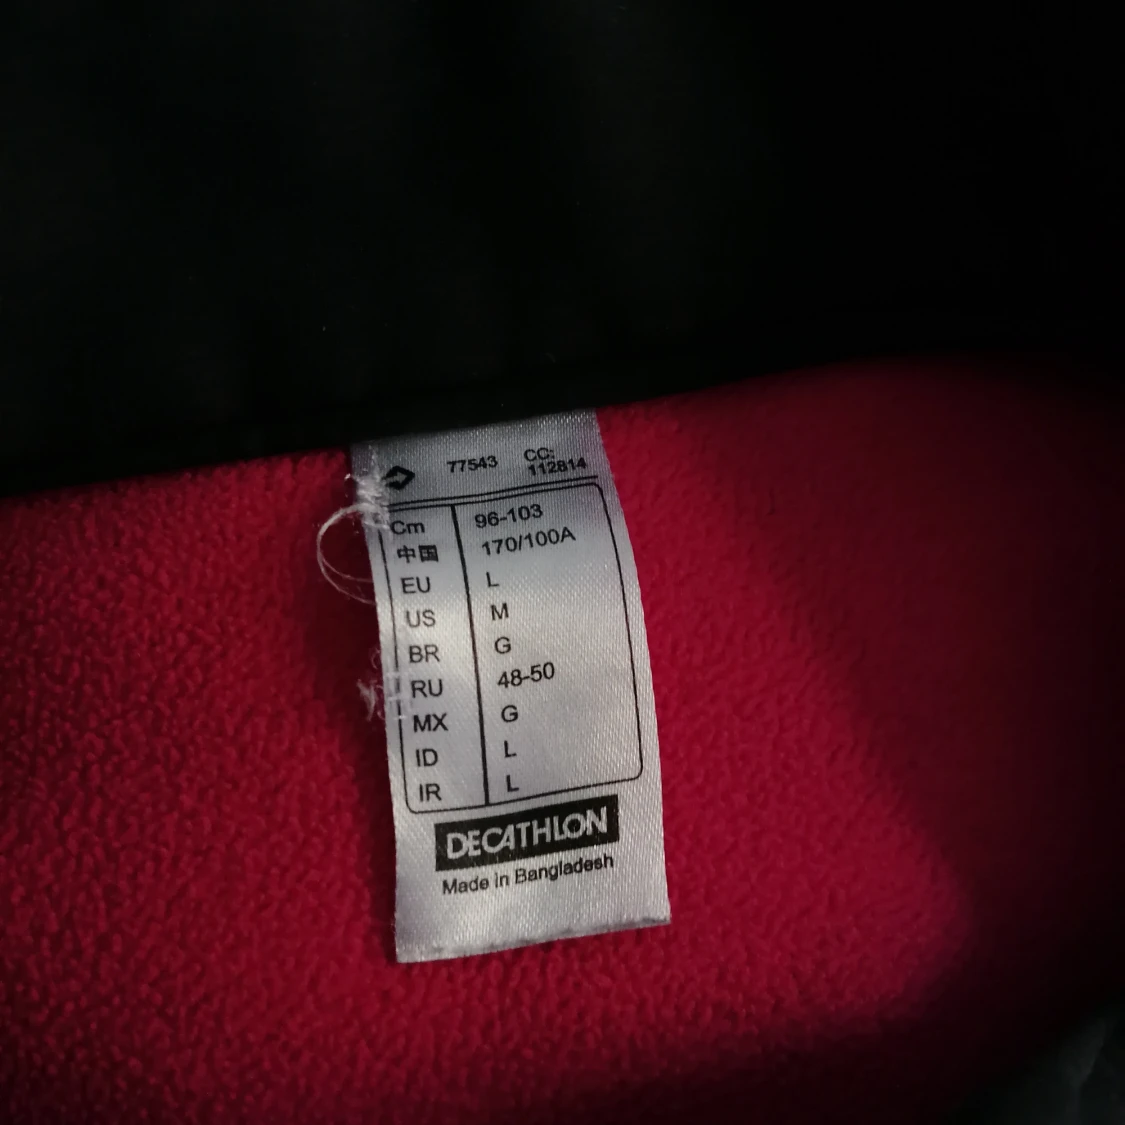 77543 CC: 112814
Cm 96-103
中国 170/100A
EU L
US M
BR G
RU 48-50
MX G
ID L
IR L
DECATHLON
Made in Bangladesh